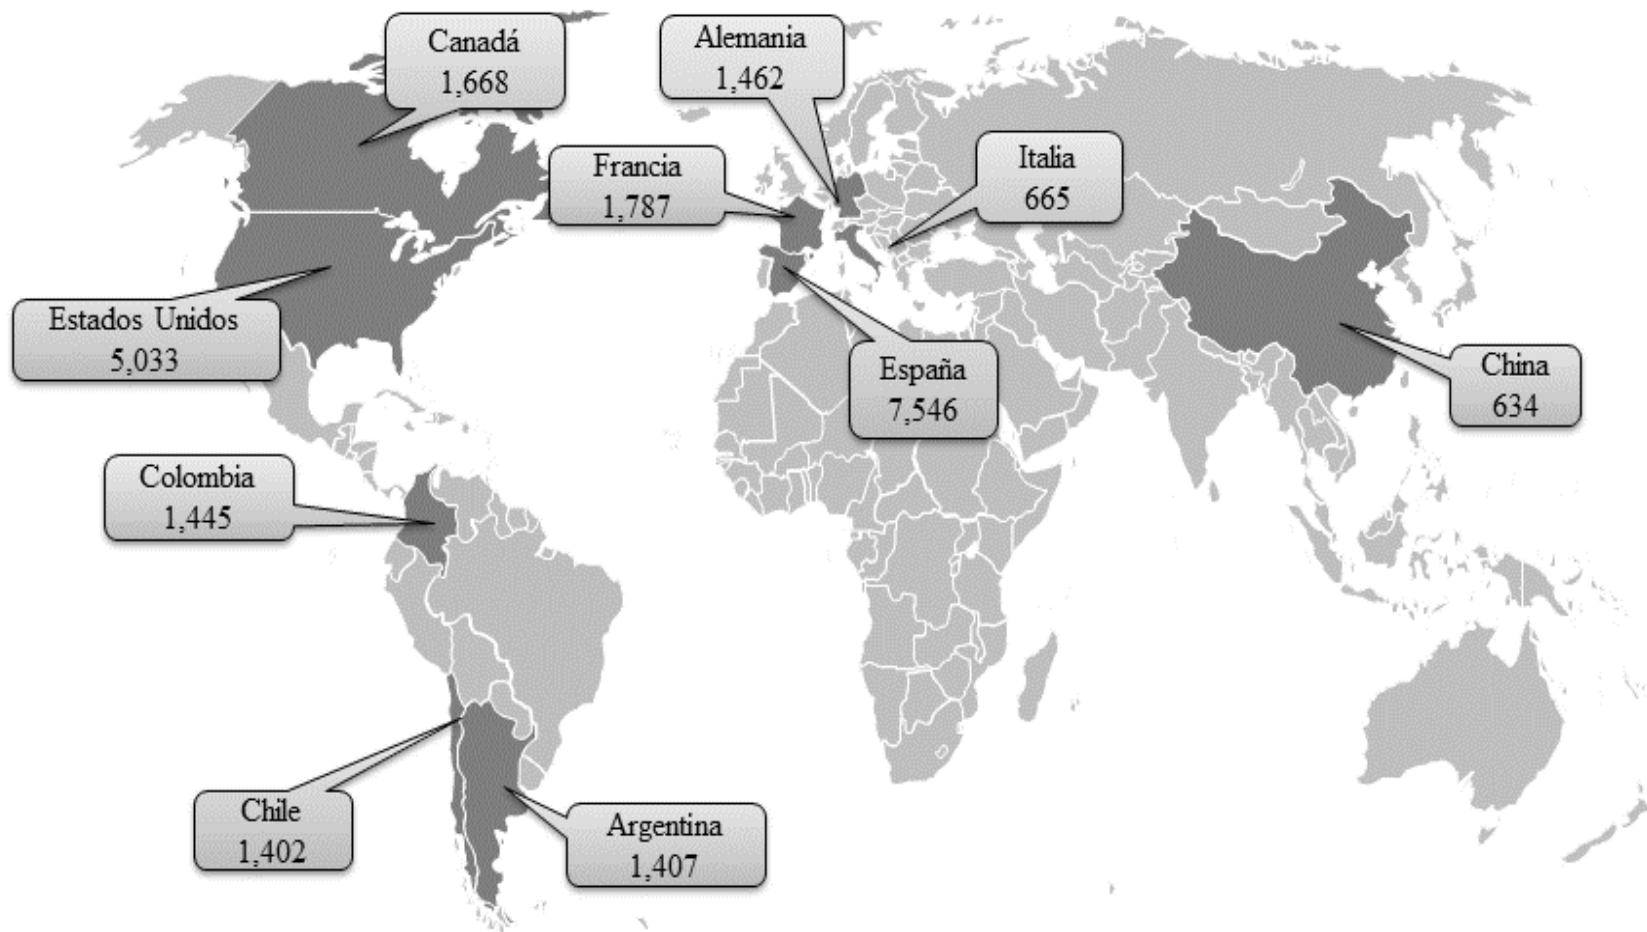 Canadá
1,668
Alemania
1,462
Francia
1,787
Italia
665
Estados Unidos
5,033
España
7,546
China
634
Colombia
1,445
Chile
1,402
Argentina
1,407